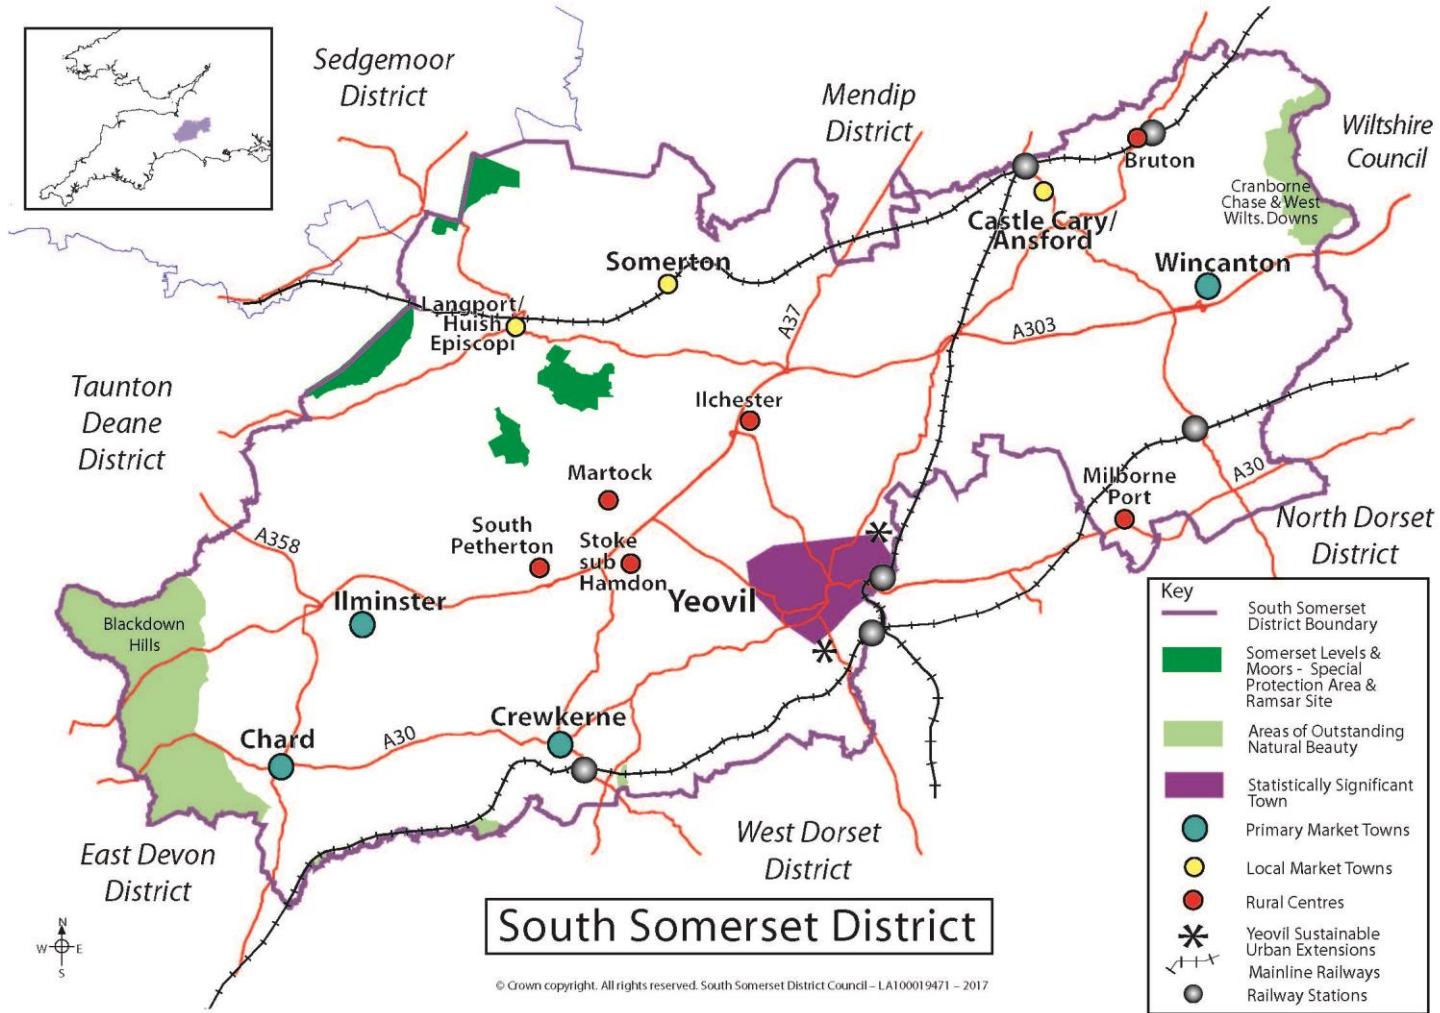 Sedgemoor
District
Mendip
District
Wiltshire
Council
Bruton
Cranborne
Chase & West
Wilts. Downs
Castle Cary/
Ansford
Somerton
Wincanton
Langport/
Huish
Episcopi
A37
A303
Taunton
Deane
District
Ilchester
Martock
Milborne
Port
A30
South
Petherton
Stoke
sub
Hamdon
North Dorset
District
A358
Ilminster
Yeovil
Blackdown
Hills
Crewkerne
Chard
A30
West Dorset
District
East Devon
District
Key
South Somerset
District Boundary
Somerset Levels &
Moors - Special
Protection Area &
Ramsar Site
Areas of Outstanding
Natural Beauty
Statistically Significant
Town
Primary Market Towns
Local Market Towns
Rural Centres
Yeovil Sustainable
Urban Extensions
Mainline Railways
Railway Stations
South Somerset District
N
W E
S
© Crown copyright. All rights reserved. South Somerset District Council – LA100019471 – 2017